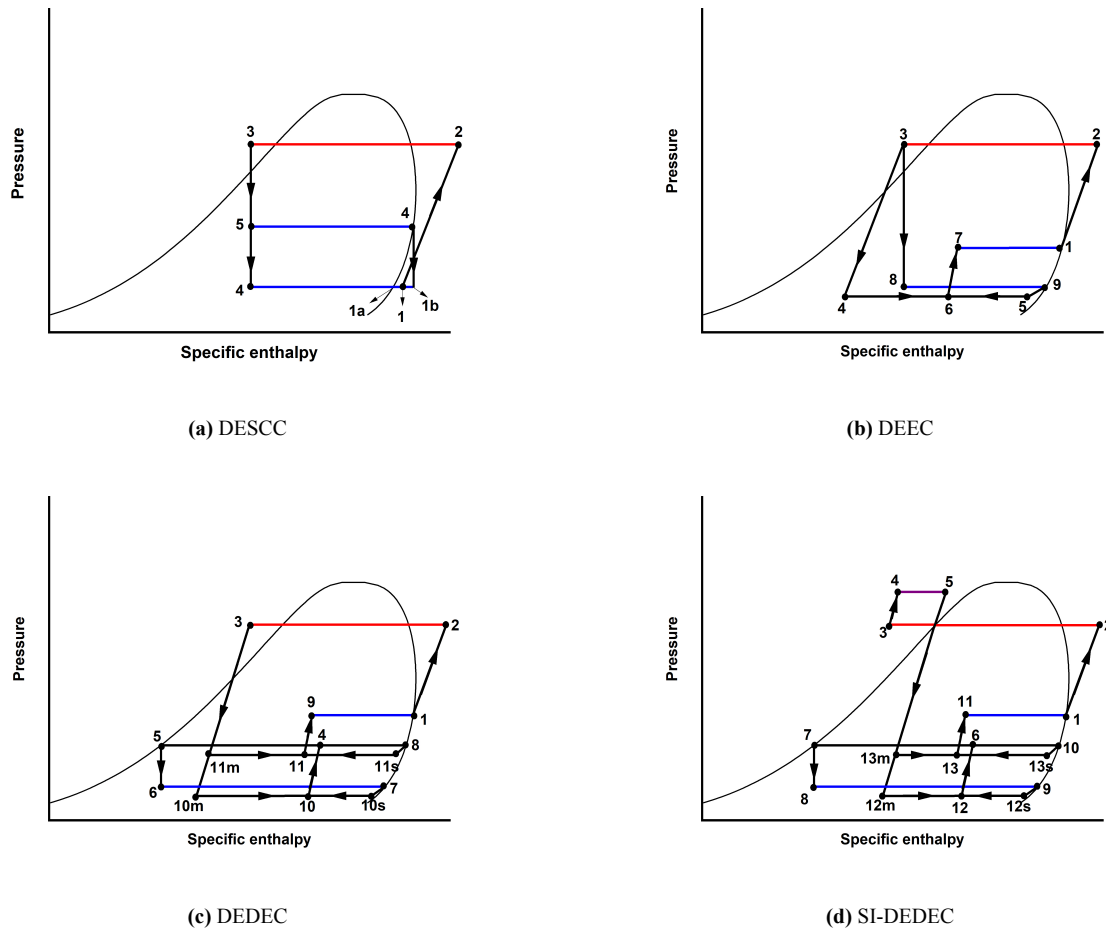 Pressure
3
2
5
4
4
1a
1
1b
Specific enthalpy
(a) DESCC
Pressure
3
2
7
1
8
9
4
6
5
Specific enthalpy
(b) DEEC
Pressure
3
2
9
1
5
4
8
11m
11
11s
6
7
10m
10
10s
Specific enthalpy
(c) DEDEC
Pressure
4
5
3
11
1
7
6
10
13m
13
13s
8
9
12m
12
12s
Specific enthalpy
(d) SI-DEDEC